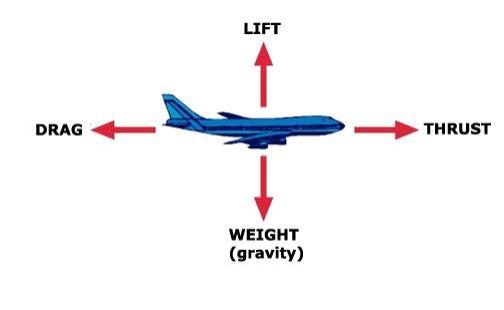 LIFT
DRAG
THRUST
WEIGHT
(gravity)